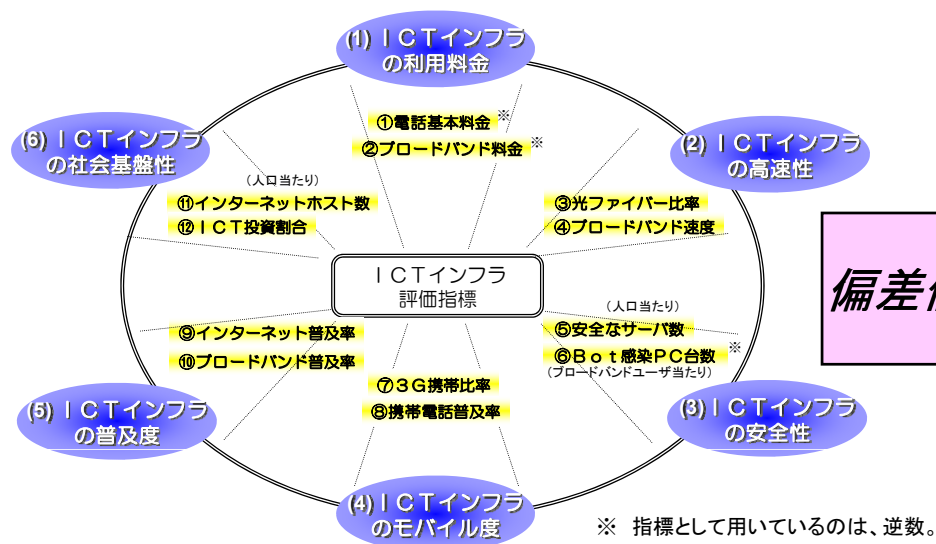 (1) ＩＣＴインフラ
の利用料金
①電話基本料金※
②ブロードバンド料金※
(2) ＩＣＴインフラ
の高速性
③光ファイバー比率
④ブロードバンド速度
(人口当たり)
⑤安全なサーバ数
⑥Ｂｏｔ感染ＰＣ台数※
(ブロードバンドユーザ当たり)
(3) ＩＣＴインフラ
の安全性
⑦３Ｇ携帯比率
⑧携帯電話普及率
(4) ＩＣＴインフラ
のモバイル度
⑨インターネット普及率
⑩ブロードバンド普及率
(5) ＩＣＴインフラ
の普及度
(6) ＩＣＴインフラ
の社会基盤性
(人口当たり)
⑪インターネットホスト数
⑫ＩＣＴ投資割合
ＩＣＴインフラ
評価指標
偏差
※ 指標として用いているのは、逆数。